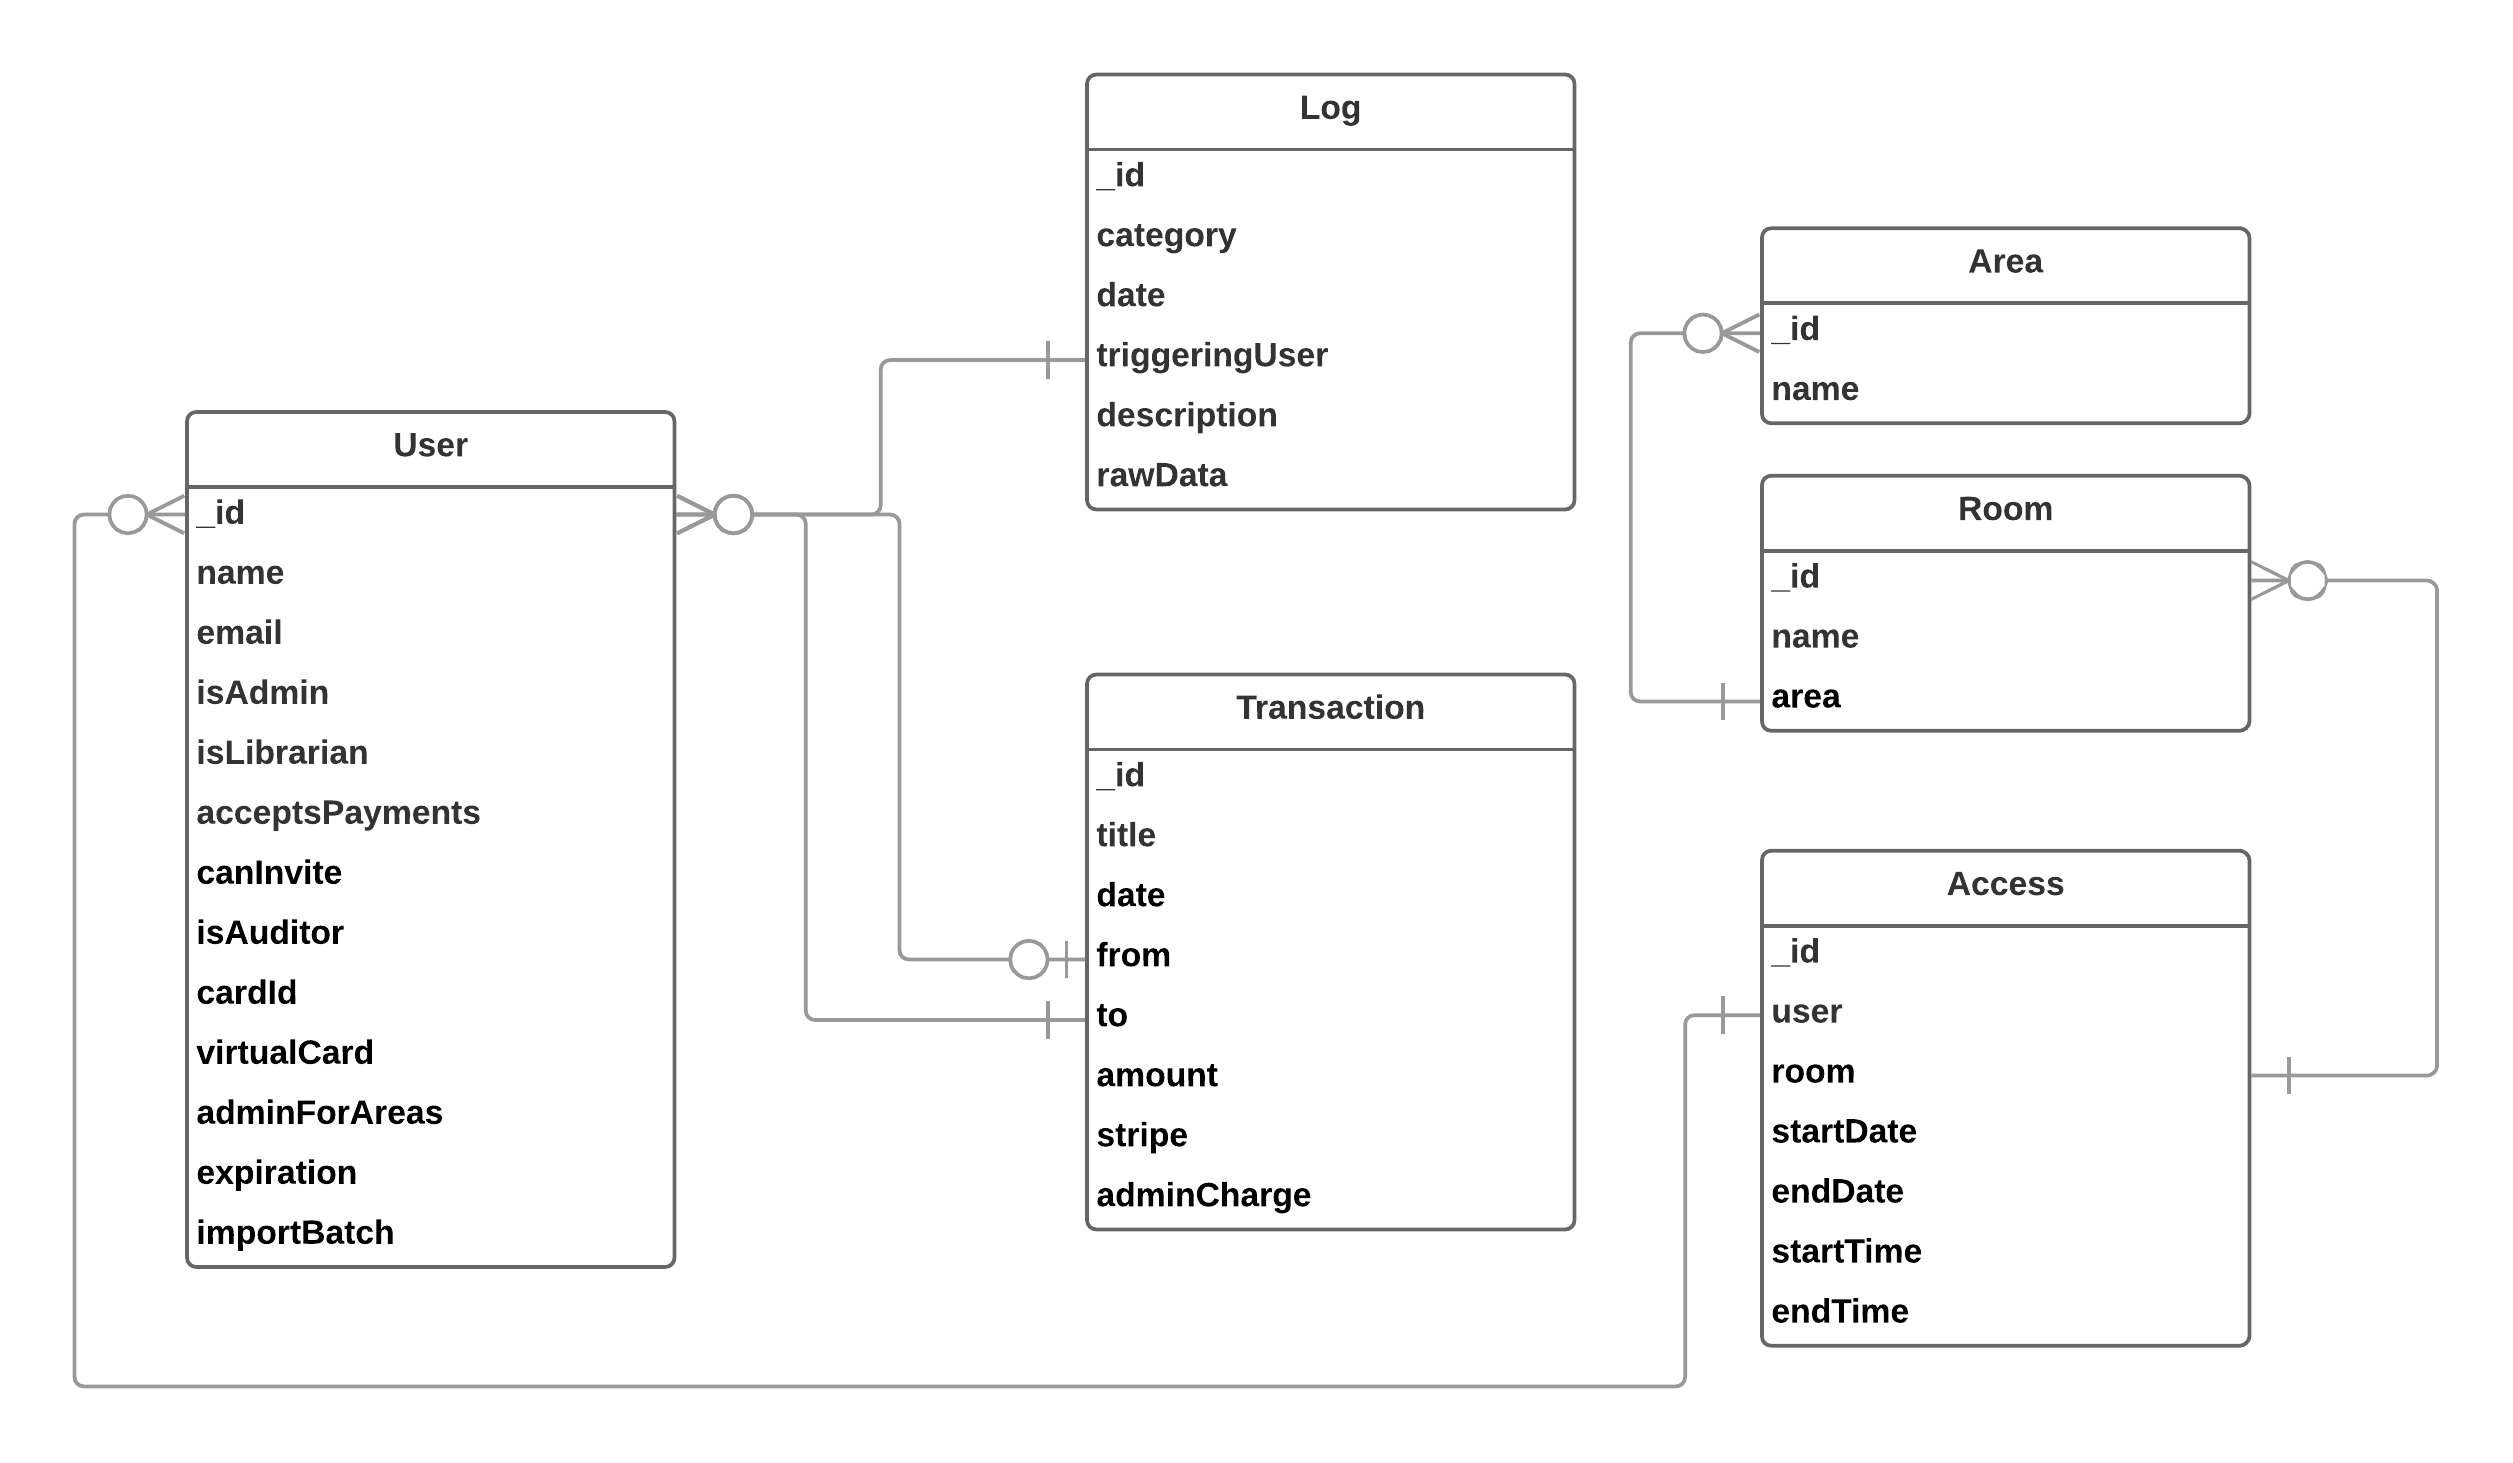 User
_id
name
email
isAdmin
isLibrarian
acceptsPayments
canInvite
isAuditor
cardId
virtualCard
adminForAreas
expiration
importBatch
Log
_id
category
date
triggeringUser
description
rawData
Transaction
_id
title
date
from
to
amount
stripe
adminCharge
Area
_id
name
Room
_id
name
area
Access
_id
user
room
startDate
endDate
startTime
endTime